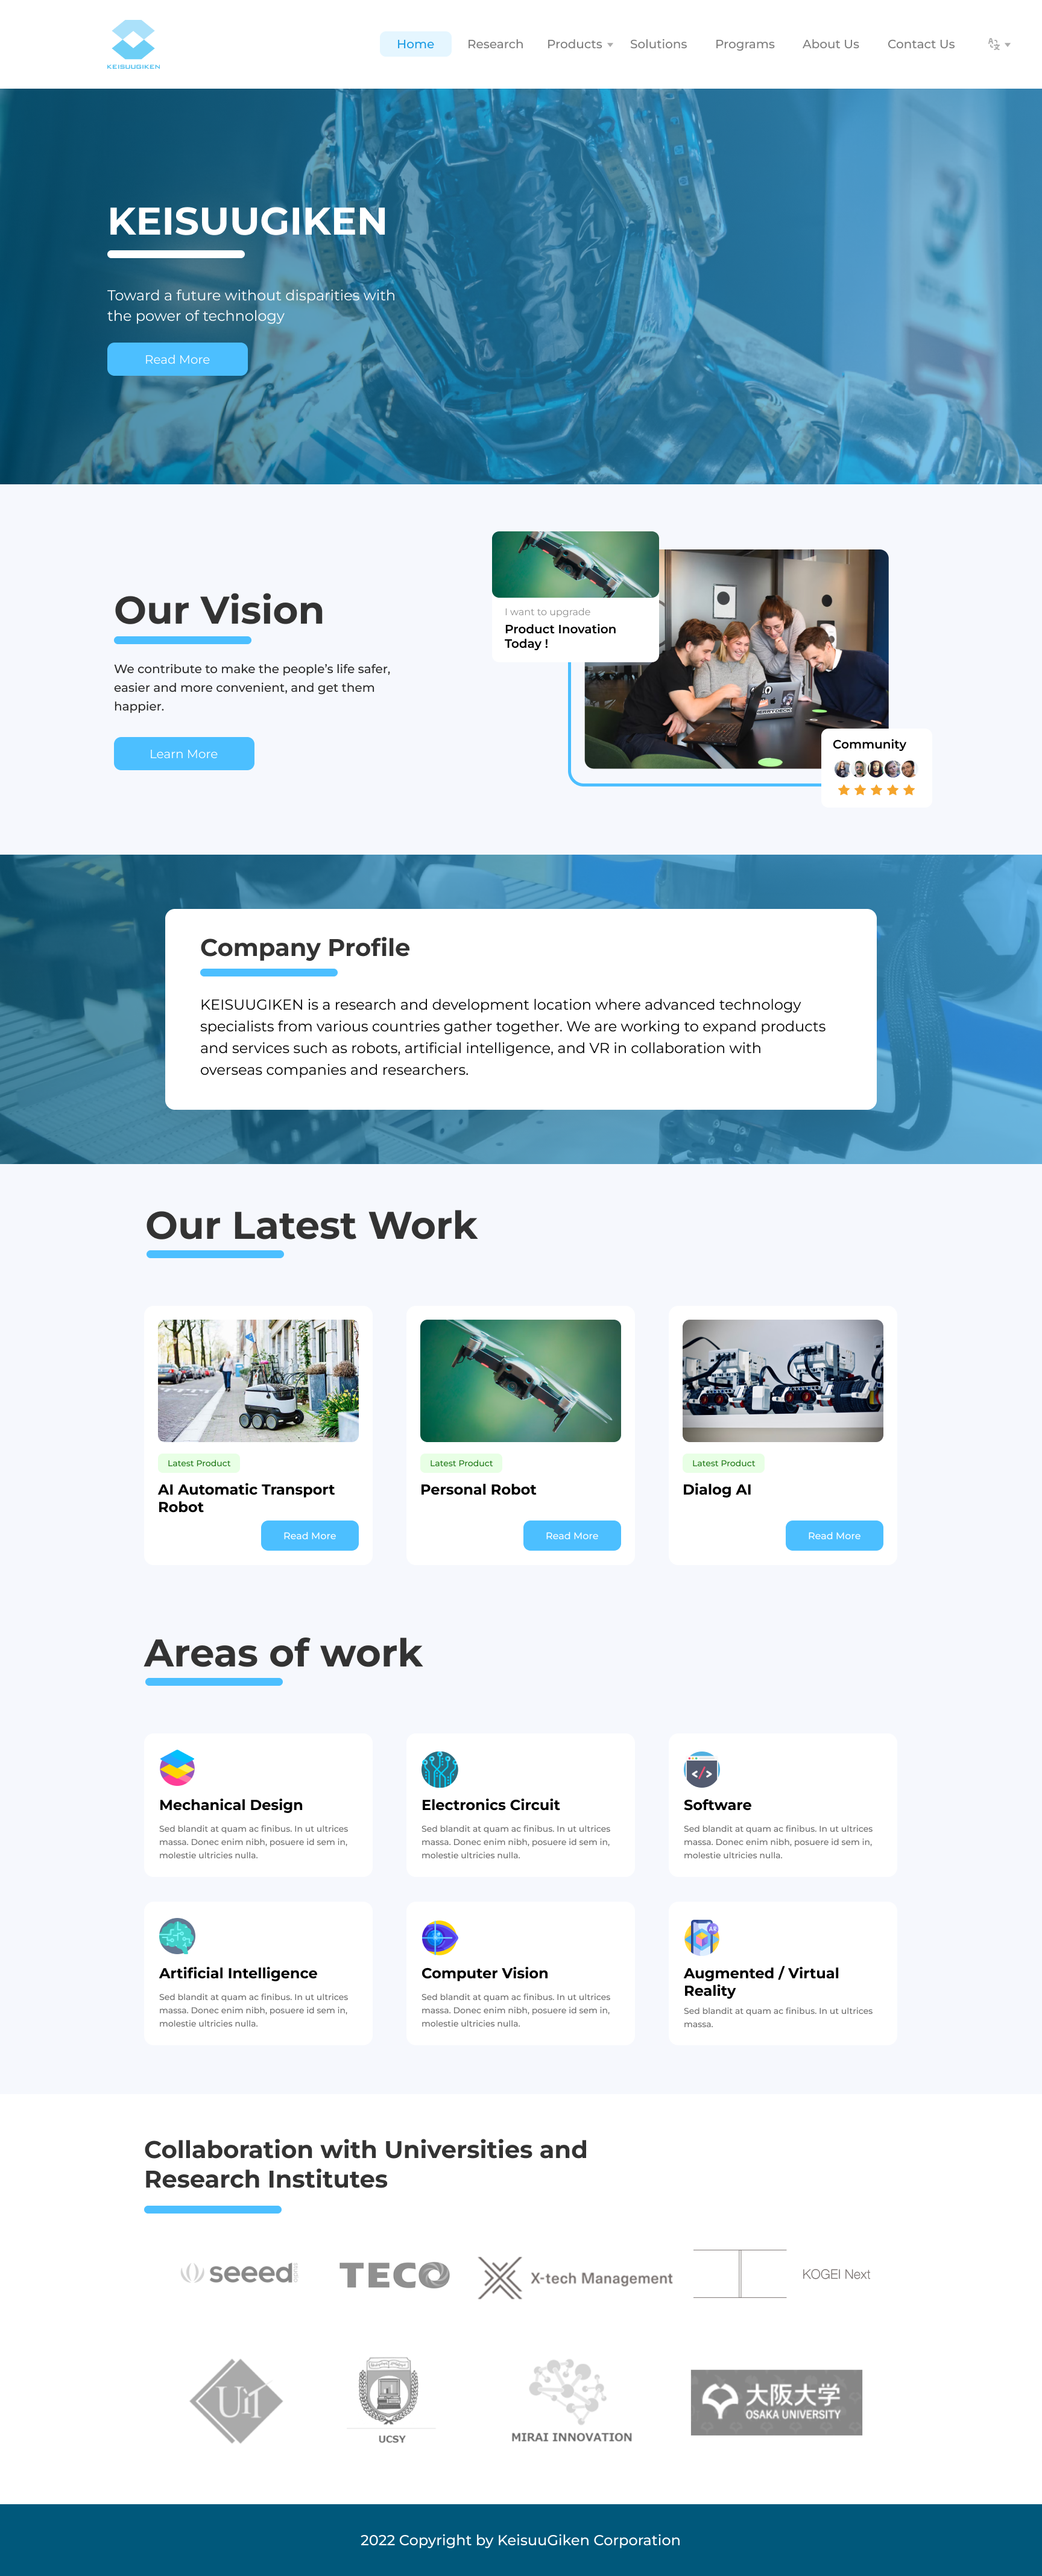 KEISUUGIKEN
Home Research Products Solutions Programs About Us Contact Us
KEISUUGIKEN
Toward a future without disparities with
the power of technology
Read More
Our Vision
We contribute to make the people’s life safer,
easier and more convenient, and get them
happier.
Learn More
I want to upgrade
Product Inovation
Today !
Community
Company Profile
KEISUUGIKEN is a research and development location where advanced technology
specialists from various countries gather together. We are working to expand products
and services such as robots, artificial intelligence, and VR in collaboration with
overseas companies and researchers.
Our Latest Work
Latest Product
AI Automatic Transport
Robot
Read More
Latest Product
Personal Robot
Read More
Latest Product
Dialog AI
Read More
Areas of work
Mechanical Design
Sed blandit at quam ac finibus. In ut ultrices
massa. Donec enim nibh, posuere id sem in,
molestie ultricies nulla.
Electronics Circuit
Sed blandit at quam ac finibus. In ut ultrices
massa. Donec enim nibh, posuere id sem in,
molestie ultricies nulla.
Software
Sed blandit at quam ac finibus. In ut ultrices
massa. Donec enim nibh, posuere id sem in,
molestie ultricies nulla.
Artificial Intelligence
Sed blandit at quam ac finibus. In ut ultrices
massa. Donec enim nibh, posuere id sem in,
molestie ultricies nulla.
Computer Vision
Sed blandit at quam ac finibus. In ut ultrices
massa. Donec enim nibh, posuere id sem in,
molestie ultricies nulla.
AR
Augmented / Virtual
Reality
Sed blandit at quam ac finibus. In ut ultrices
massa.
Collaboration with Universities and
Research Institutes
seeed
TECO
X-tech Management
KOGEI Next
UiT
UCSY
MIRAI INNOVATION
大阪大学
OSAKA UNIVERSITY
2022 Copyright by KeisuuGiken Corporation